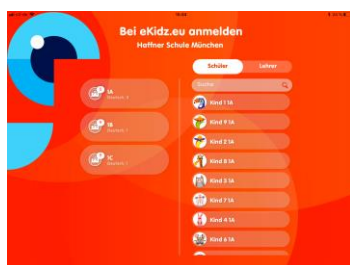 Bei eKidz.eu anmelden
Haffner Schule München
Schüler
Lehrer
Suche
1A
1B
1C
Kind 1 1A
Kind 9 1A
Kind 2 1A
Kind 8 1A
Kind 3 1A
Kind 7 1A
Kind 4 1A
Kind 6 1A